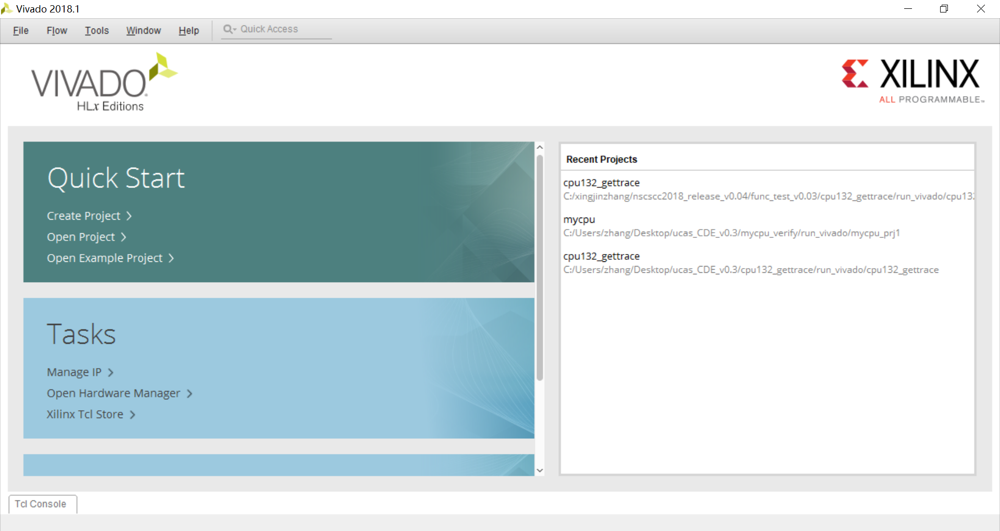 Vivado 2018.1
File Flow Tools Window Help Quick Access
VIVADO
HLx Editions
XILINX
ALL PROGRAMMABLE
Quick Start
Create Project
Open Project
Open Example Project
Tasks
Manage IP
Open Hardware Manager
Xilinx Tcl Store
Recent Projects
cpu132_gettrace
C:/xingjinzhang/nscscc2018_release_v0.04/func_test_v0.03/cpu132_gettrace/run_vivado/cpu132
mycpu
C:/Users/zhang/Desktop/ucas_CDE_v0.3/mycpu_verify/run_vivado/mycpu_prj1
cpu132_gettrace
C:/Users/zhang/Desktop/ucas_CDE_v0.3/cpu132_gettrace/run_vivado/cpu132_gettrace
Tcl Console